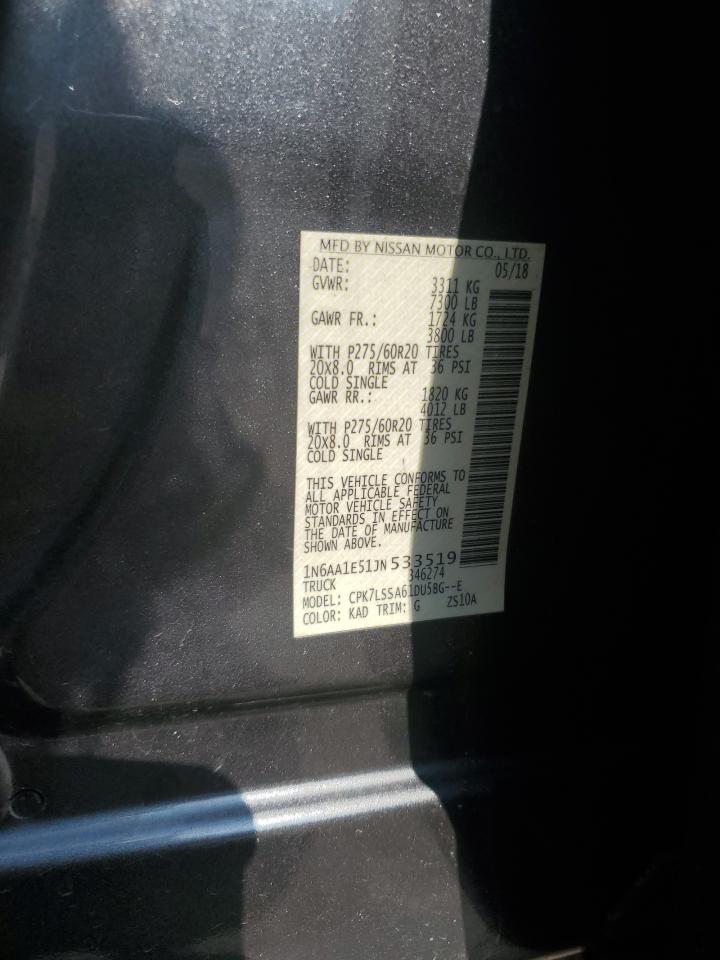 MFD BY NISSAN MOTOR CO., LTD.
DATE: 05/18
GVWR: 3311 KG
7300 LB
GAWR FR.: 1724 KG
3800 LB
WITH P275/60R20 TIRES
20X8.0 RIMS AT 36 PSI
COLD SINGLE
GAWR RR.: 1820 KG
4012 LB
WITH P275/60R20 TIRES
20X8.0 RIMS AT 36 PSI
COLD SINGLE
THIS VEHICLE CONFORMS TO
ALL APPLICABLE FEDERAL
MOTOR VEHICLE SAFETY
STANDARDS IN EFFECT ON
THE DATE OF MANUFACTURE
SHOWN ABOVE.
1N6AA1E51JN533519
TRUCK 346274
MODEL: CPK7LSSA61DU5BG--E
COLOR: KAD TRIM: G ZS10A